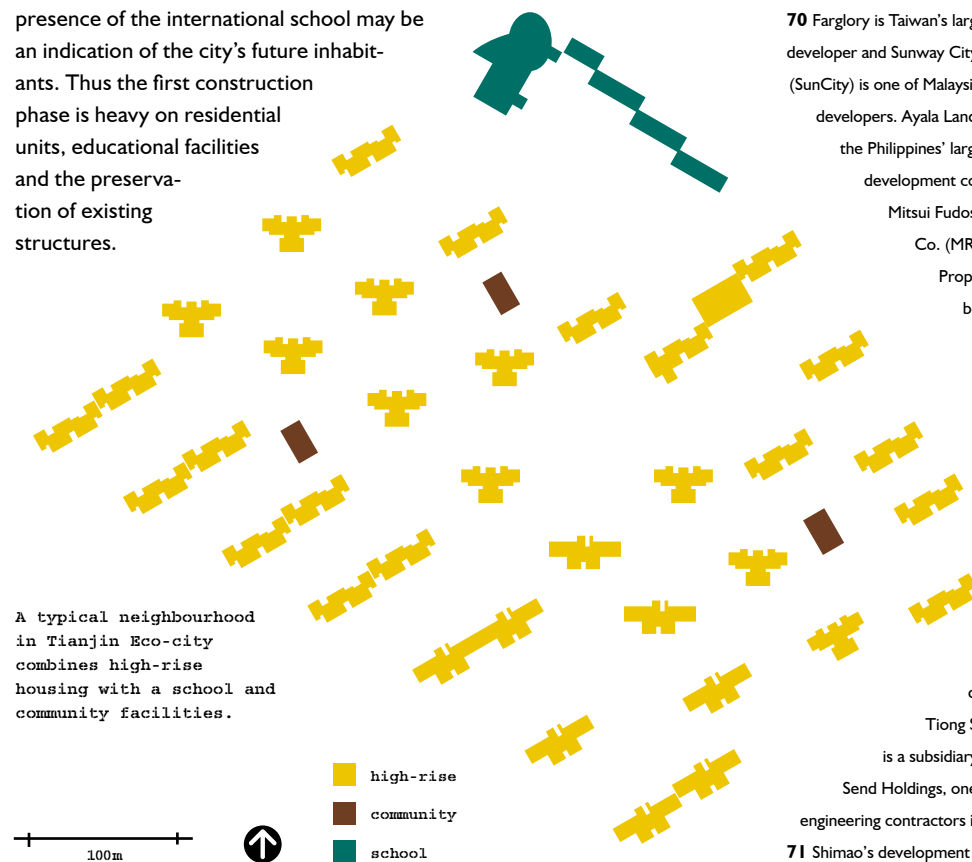 presence of the international school may be
an indication of the city's future inhabit-
ants. Thus the first construction
phase is heavy on residential
units, educational facilities
and the preserva-
tion of existing
structures.
70 Farglory is Taiwan's larg
developer and Sunway City
(SunCity) is one of Malaysi
developers. Ayala Land
the Philippines' larg
development co
Mitsui Fudos
Co. (MR
Prop
b
A typical neighbourhood
in Tianjin Eco-city
combines high-rise
housing with a school and
community facilities.
Tiong S
is a subsidiary
Send Holdings, one
engineering contractors i
71 Shimao's development
high-rise
community
school
100m